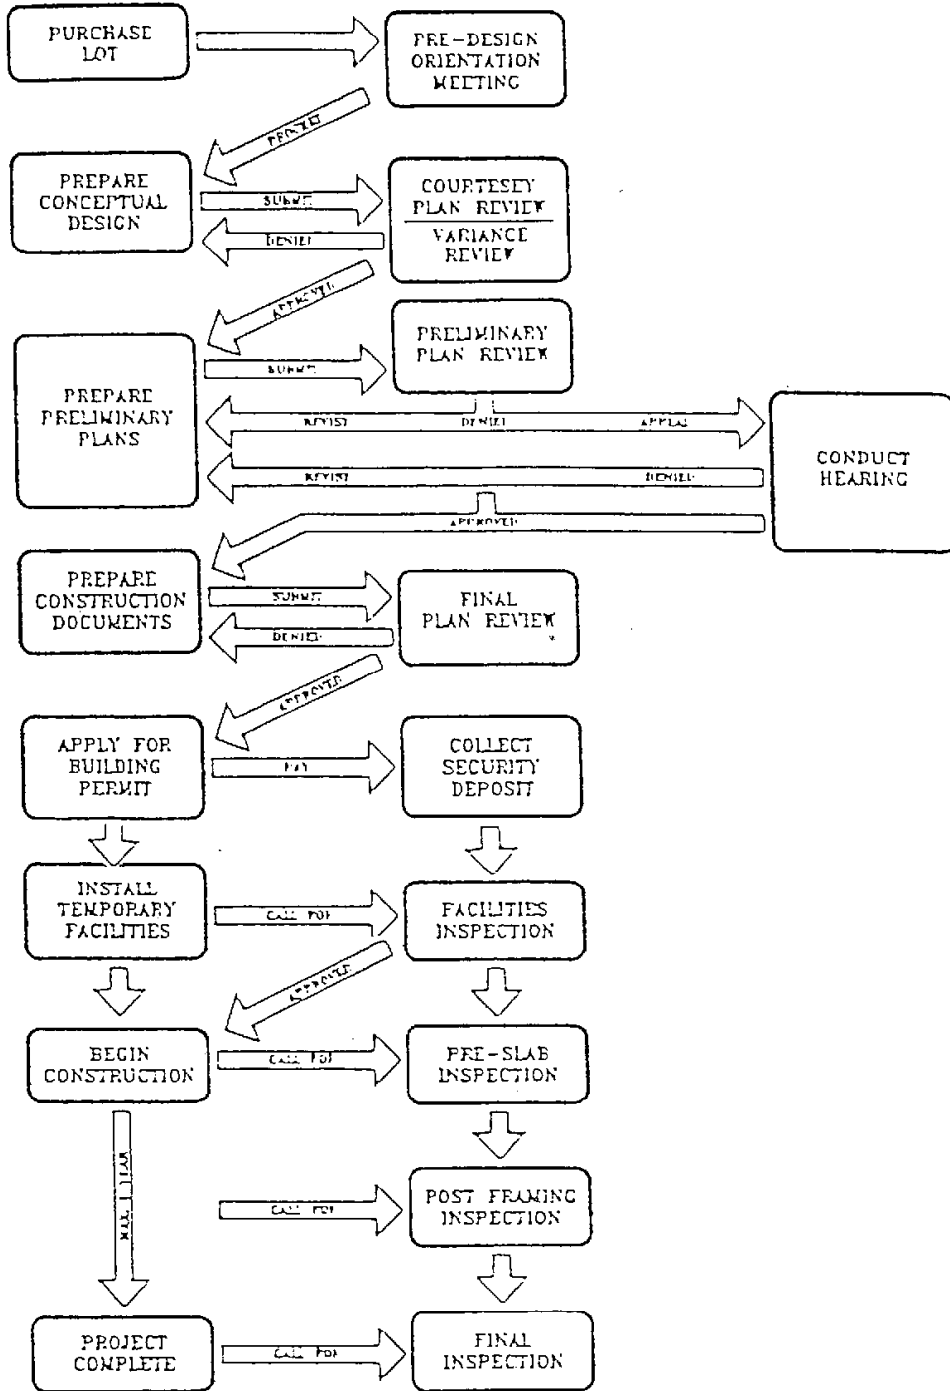 PURCHASE
LOT
PRE-DESIGN
ORIENTATION
MEETING
PREPARE
CONCEPTUAL
DESIGN
SUBMIT
DENIED
COURTESEY
PLAN REVIEW
VARIANCE
REVIEW
APPROVED
PRELIMINARY
PLAN REVIEW
SUBMIT
PREPARE
PRELIMINARY
PLANS
REVISE DENIED APPEAL
CONDUCT
HEARING
REVISE DENIED
APPROVED
PREPARE
CONSTRUCTION
DOCUMENTS
SUBMIT
DENIED
FINAL
PLAN REVIEW
APPROVED
APPLY FOR
BUILDING
PERMIT
PAY
COLLECT
SECURITY
DEPOSIT
INSTALL
TEMPORARY
FACILITIES
CALL FOR
FACILITIES
INSPECTION
APPROVED
BEGIN
CONSTRUCTION
CALL FOR
PRE-SLAB
INSPECTION
MAX. 1 YEAR
CALL FOR
POST FRAMING
INSPECTION
PROJECT
COMPLETE
CALL FOR
FINAL
INSPECTION